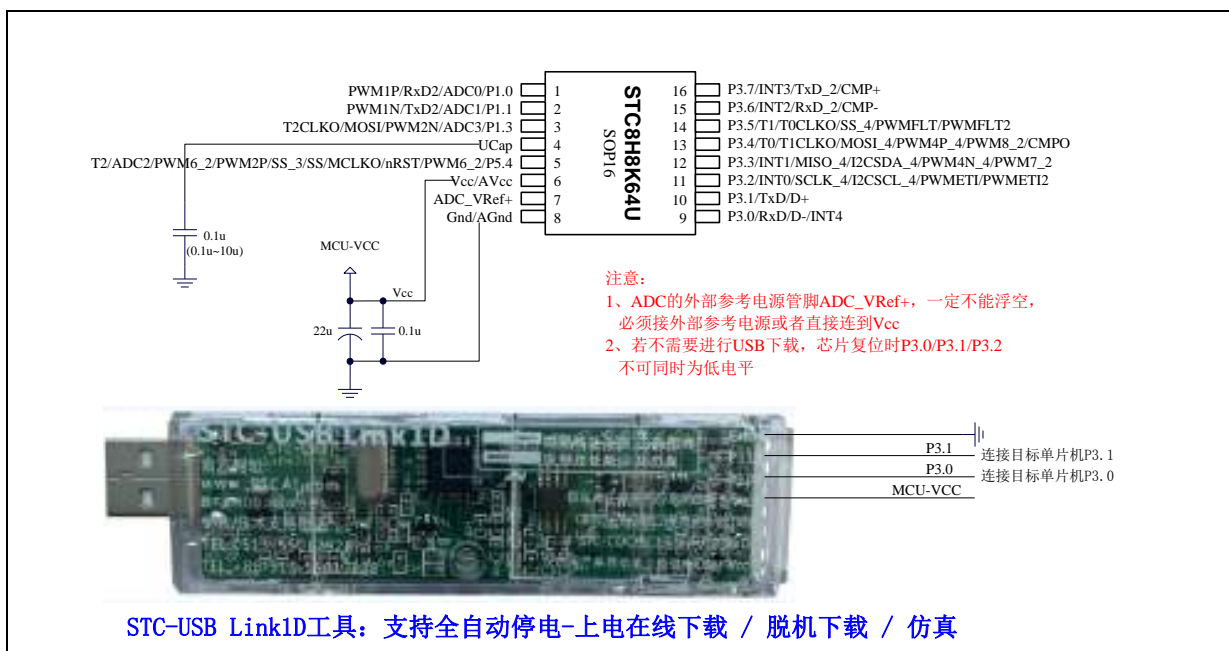 PWM1P/RxD2/ADC0/P1.0
1
16
P3.7/INT3/TxD_2/CMP+
PWM1N/TxD2/ADC1/P1.1
2
15
P3.6/INT2/RxD_2/CMP-
T2CLKO/MOSI/PWM2N/ADC3/P1.3
3
14
P3.5/T1/T0CLKO/SS_4/PWMFLT/PWMFLT2
UCap
4
13
P3.4/T0/T1CLKO/MOSI_4/PWM4P_4/PWM8_2/CMPO
T2/ADC2/PWM6_2/PWM2P/SS_3/SS/MCLKO/nRST/PWM6_2/P5.4
5
12
P3.3/INT1/MISO_4/I2CSDA_4/PWM4N_4/PWM7_2
Vcc/AVcc
6
11
P3.2/INT0/SCLK_4/I2CSCL_4/PWMETI/PWMETI2
ADC_VRef+
7
10
P3.1/TxD/D+
Gnd/AGnd
8
9
P3.0/RxD/D-/INT4
STC8H8K64U
SOP16
0.1u
(0.1u~10u)
MCU-VCC
Vcc
22u
0.1u
注意：
1、ADC的外部参考电源管脚ADC_VRef+，一定不能浮空，
必须接外部参考电源或者直接连到Vcc
2、若不需要进行USB下载，芯片复位时P3.0/P3.1/P3.2
不可同时为低电平
STC-USB Link1D
P3.1
连接目标单片机P3.1
P3.0
连接目标单片机P3.0
MCU-VCC
STC-USB Link1D工具：支持全自动停电-上电在线下载 / 脱机下载 / 仿真